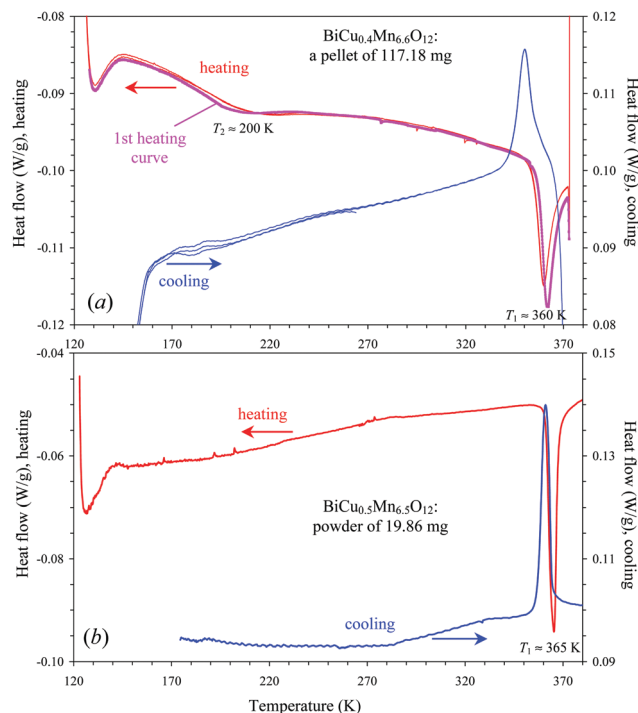 -0.08
-0.09
-0.10
-0.11
-0.12
Heat flow (W/g), heating
0.12
0.11
0.10
0.09
0.08
Heat flow (W/g), cooling
BiCu0.4Mn6.6O12:
a pellet of 117.18 mg
heating
1st heating
curve
T2 ≈ 200 K
cooling
(a)
T1 ≈ 360 K
120 170 220 270 320 370
-0.04
-0.06
-0.08
-0.10
Heat flow (W/g), heating
0.15
0.13
0.11
0.09
Heat flow (W/g), cooling
heating
BiCu0.5Mn6.5O12:
powder of 19.86 mg
cooling
(b)
T1 ≈ 365 K
120 170 220 270 320 370
Temperature (K)